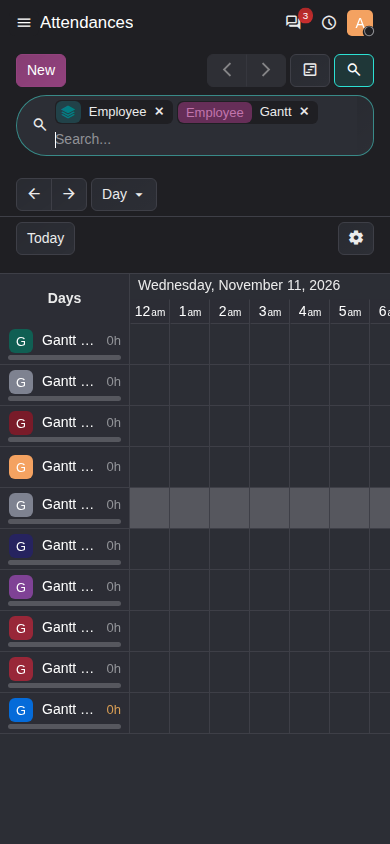 Attendances
3
A
New
Employee ×
Employee Gantt ×
Search...
Day
Today
Days
Wednesday, November 11, 2026
12am 1am 2am 3am 4am 5am 6a
G Gantt ... 0h
G Gantt ... 0h
G Gantt ... 0h
G Gantt ... 0h
G Gantt ... 0h
G Gantt ... 0h
G Gantt ... 0h
G Gantt ... 0h
G Gantt ... 0h
G Gantt ... 0h